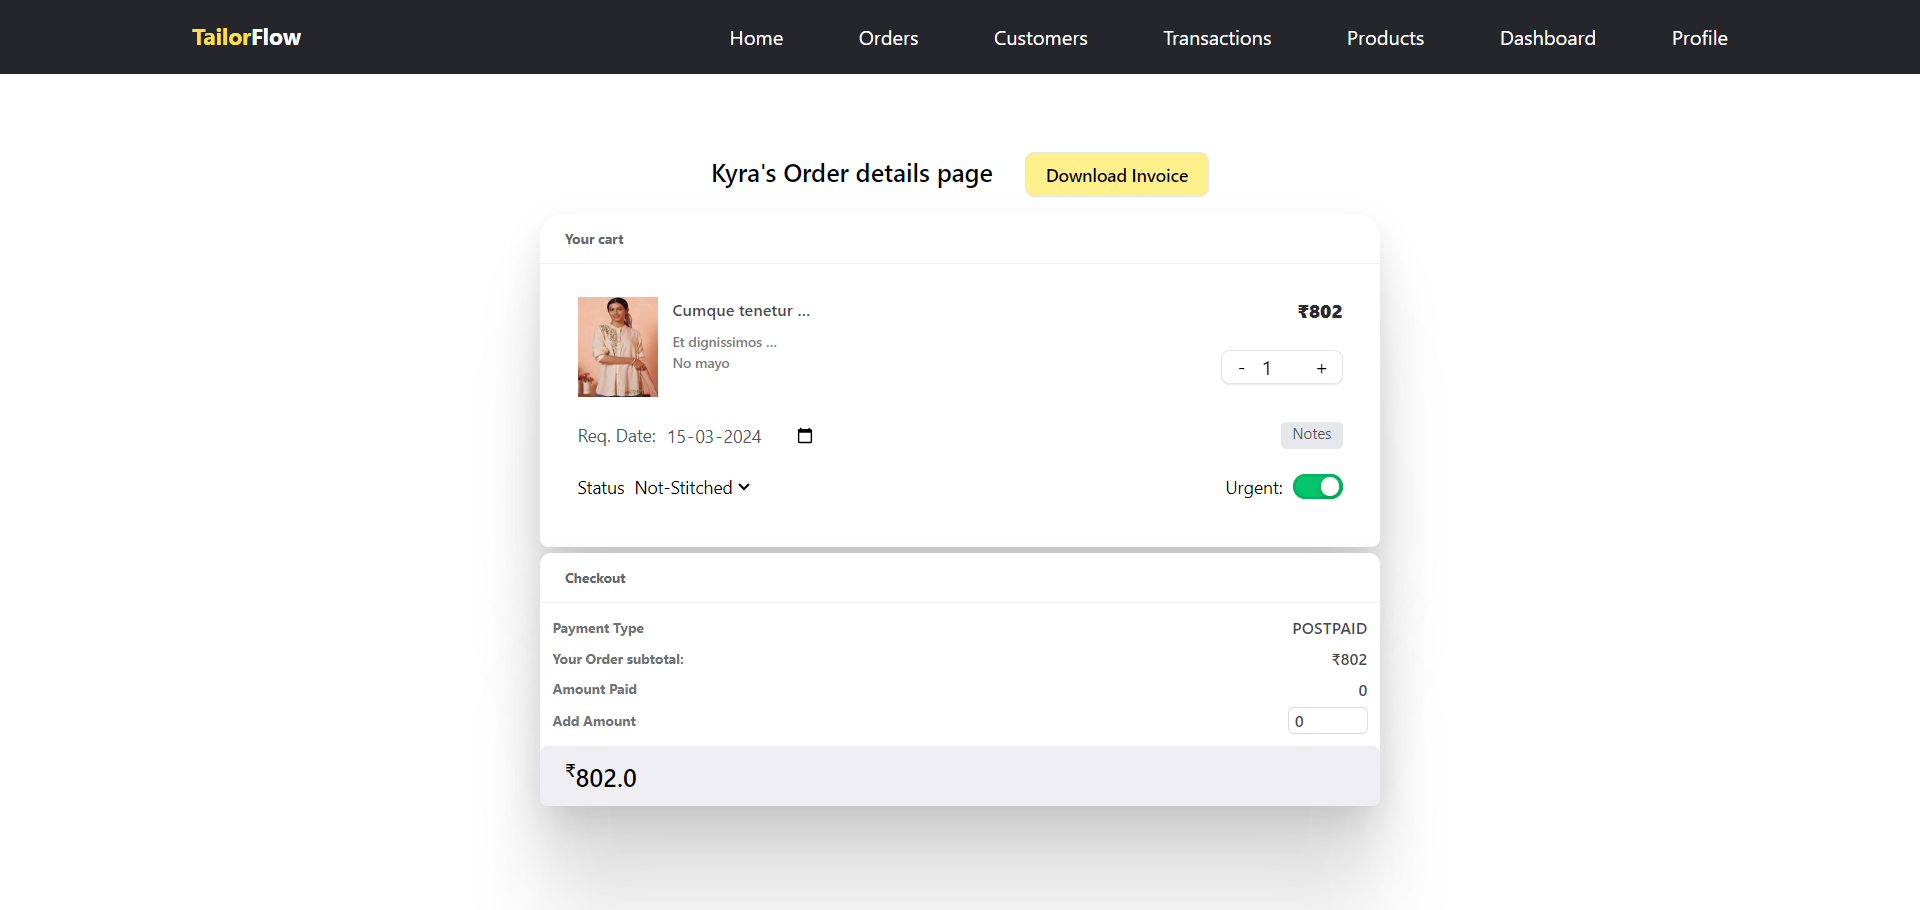 TailorFlow
Home Orders Customers Transactions Products Dashboard Profile
Kyra's Order details page Download Invoice
Your cart
Cumque tenetur ... ₹802
Et dignissimos ...
No mayo
- 1 +
Req. Date: 15-03-2024 Notes
Status Not-Stitched Urgent:
Checkout
Payment Type POSTPAID
Your Order subtotal: ₹802
Amount Paid 0
Add Amount 0
₹802.0